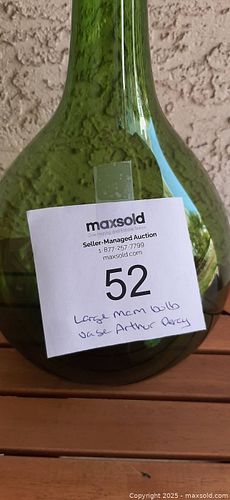 maxsold
Seller-Managed Auction
1-877-257-7799
maxsold.com
52
Large mcm bulb
vase Arthur Percy
Copyright 2025 - maxsold.com